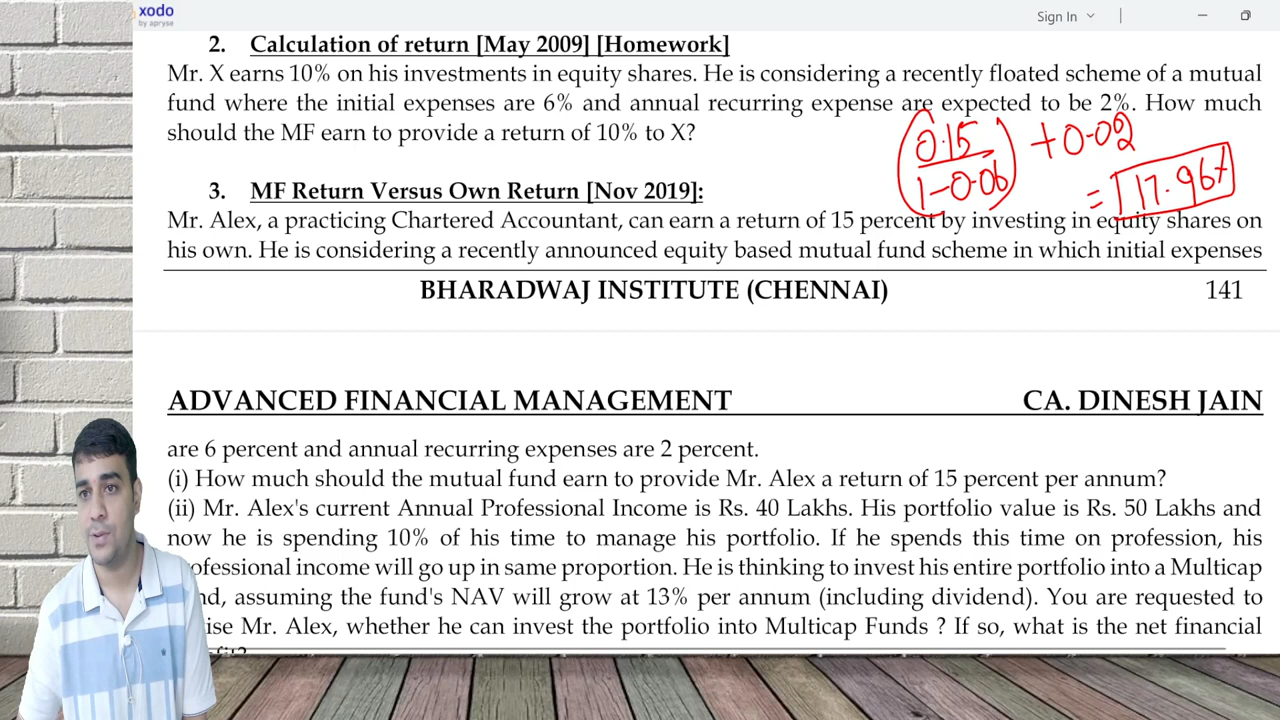 xodo
by apryse
Sign In
2. Calculation of return [May 2009] [Homework]
Mr. X earns 10% on his investments in equity shares. He is considering a recently floated scheme of a mutual
fund where the initial expenses are 6% and annual recurring expense are expected to be 2%. How much
should the MF earn to provide a return of 10% to X?
(0.15
1-0.06) + 0.02
= 17.96%
3. MF Return Versus Own Return [Nov 2019]:
Mr. Alex, a practicing Chartered Accountant, can earn a return of 15 percent by investing in equity shares on
his own. He is considering a recently announced equity based mutual fund scheme in which initial expenses
BHARADWAJ INSTITUTE (CHENNAI) 141
ADVANCED FINANCIAL MANAGEMENT CA. DINESH JAIN
are 6 percent and annual recurring expenses are 2 percent.
(i) How much should the mutual fund earn to provide Mr. Alex a return of 15 percent per annum?
(ii) Mr. Alex's current Annual Professional Income is Rs. 40 Lakhs. His portfolio value is Rs. 50 Lakhs and
now he is spending 10% of his time to manage his portfolio. If he spends this time on profession, his
rofessional income will go up in same proportion. He is thinking to invest his entire portfolio into a Multicap
nd, assuming the fund's NAV will grow at 13% per annum (including dividend). You are requested to
ise Mr. Alex, whether he can invest the portfolio into Multicap Funds ? If so, what is the net financial